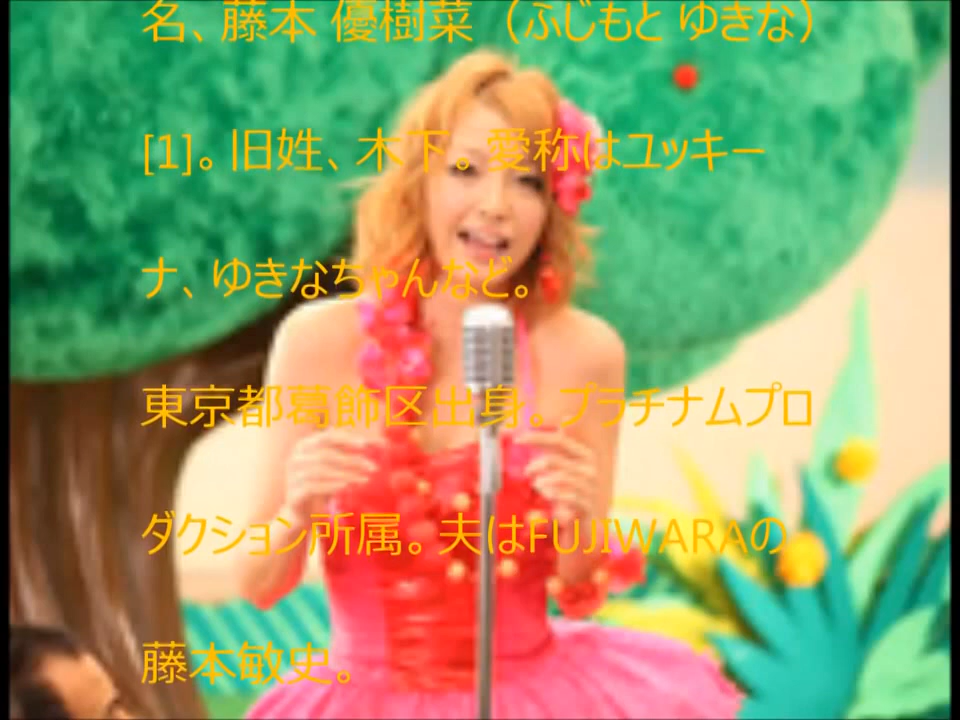 名、藤本 優樹菜（ふじもと ゆきな）
[1]。旧姓、木下。愛称はユッキー
ナ、ゆきなちゃんなど。
東京都葛飾区出身。プラチナムプロ
ダクション所属。夫はFUJIWARAの
藤本敏史。